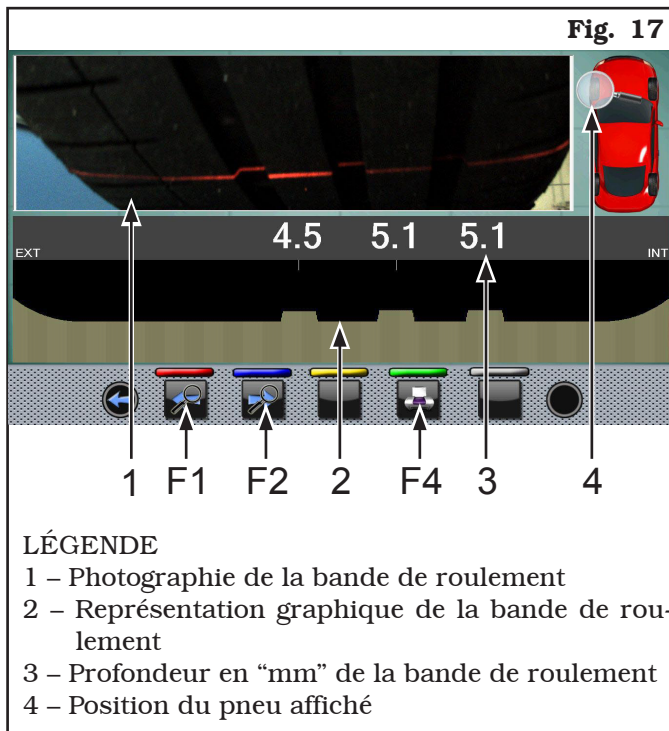 Fig. 17
4.5 5.1 5.1
EXT INT
1 F1 F2 2 F4 3 4
LÉGENDE
1 – Photographie de la bande de roulement
2 – Représentation graphique de la bande de rou-
lement
3 – Profondeur en “mm” de la bande de roulement
4 – Position du pneu affiché